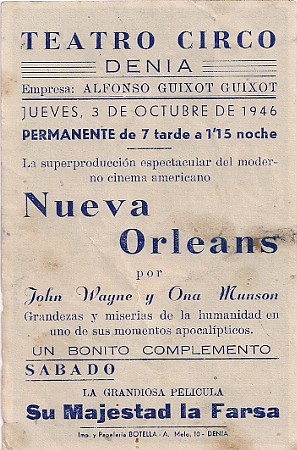 TEATRO CIRCO
DENIA
Empresa: ALFONSO GUIXOT GUIXOT
JUEVES, 3 DE OCTUBRE DE 1946
PERMANENTE de 7 tarde a 1'15 noche
La superproducción espectacular del moder-
no cinema americano
Nueva
Orleans
por
John Wayne y Ona Munson
Grandezas y miserias de la humanidad en
uno de sus momentos apocalípticos.
UN BONITO COMPLEMENTO
SABADO
LA GRANDIOSA PELICULA
Su Majestad la Farsa
Imp. y Papelería BOTELLA - A. Melo, 10 - DENIA